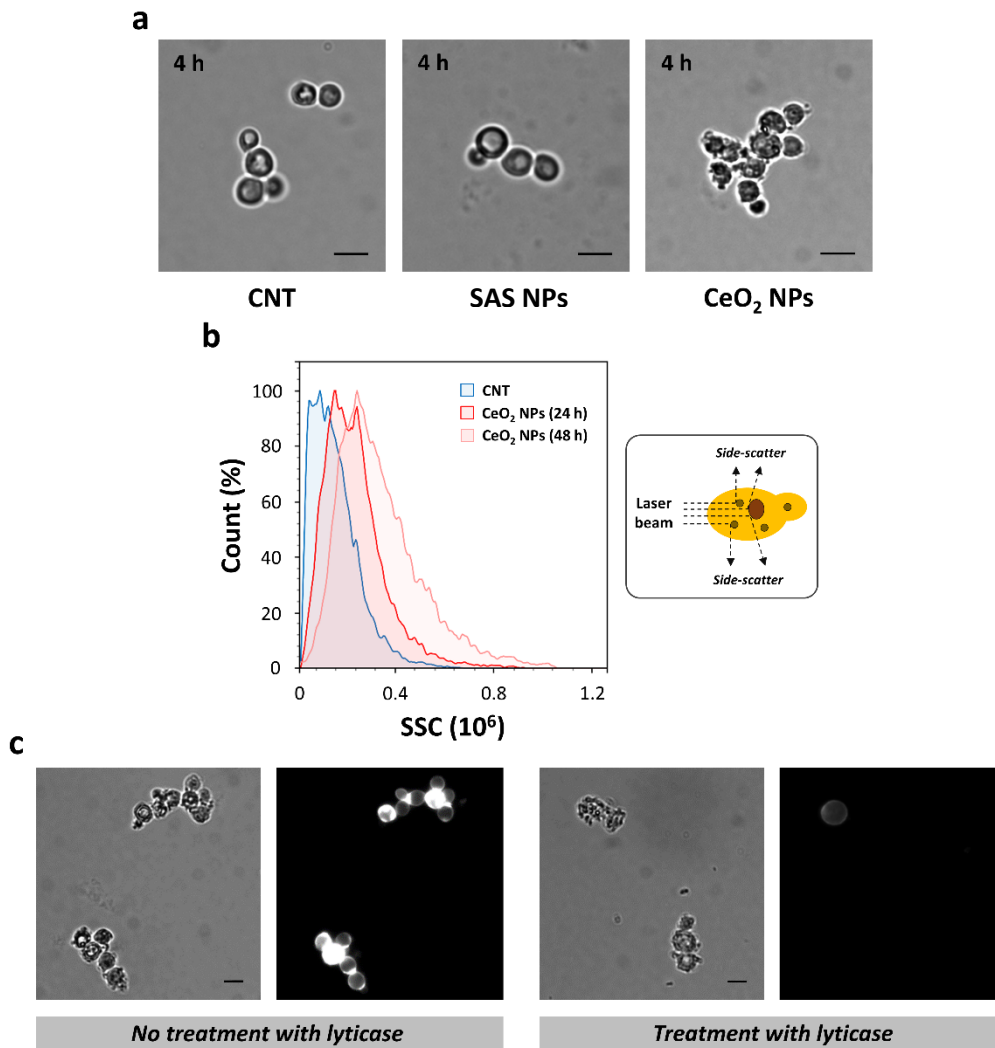 a
4 h
4 h
4 h
CNT
SAS NPs
CeO₂ NPs
b
CNT
CeO₂ NPs (24 h)
CeO₂ NPs (48 h)
100
80
60
40
20
0
Count (%)
0
0.4
0.8
1.2
SSC (10⁶)
Side-scatter
Laser
beam
Side-scatter
c
No treatment with lyticase
Treatment with lyticase